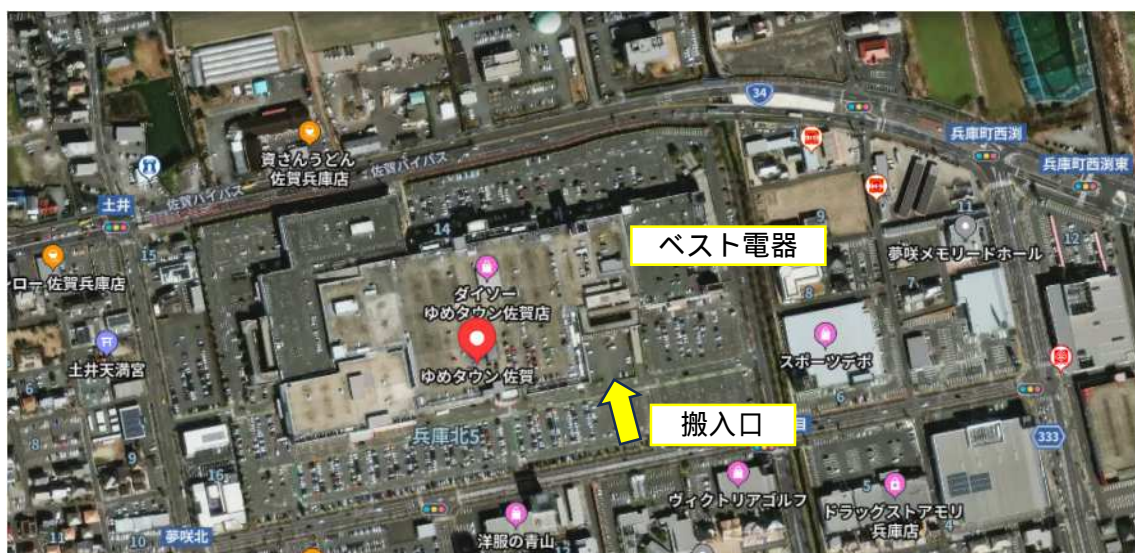 34
兵庫町西渕
兵庫町西渕東
資さんうどん
佐賀兵庫店
佐賀バイパス
佐賀バイパス
土井
1
14
15
9
11
12
ベスト電器
夢咲メモリードホール
ンロー 佐賀兵庫店
ダイソー
ゆめタウン佐賀店
8
7
土井天満宮
ゆめタウン 佐賀
スポーツデポ
6
6
搬入口
目
兵庫北5
333
8
9
16
ヴィクトリアゴルフ
5
ドラッグストアモリ
兵庫店
4
11
10
夢咲北
洋服の青山
12